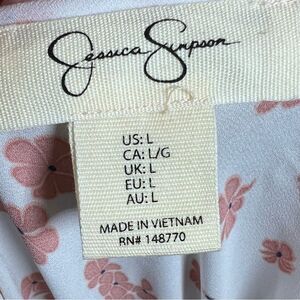 Jessica Simpson
US: L
CA: L/G
UK: L
EU: L
AU: L
MADE IN VIETNAM
RN# 148770